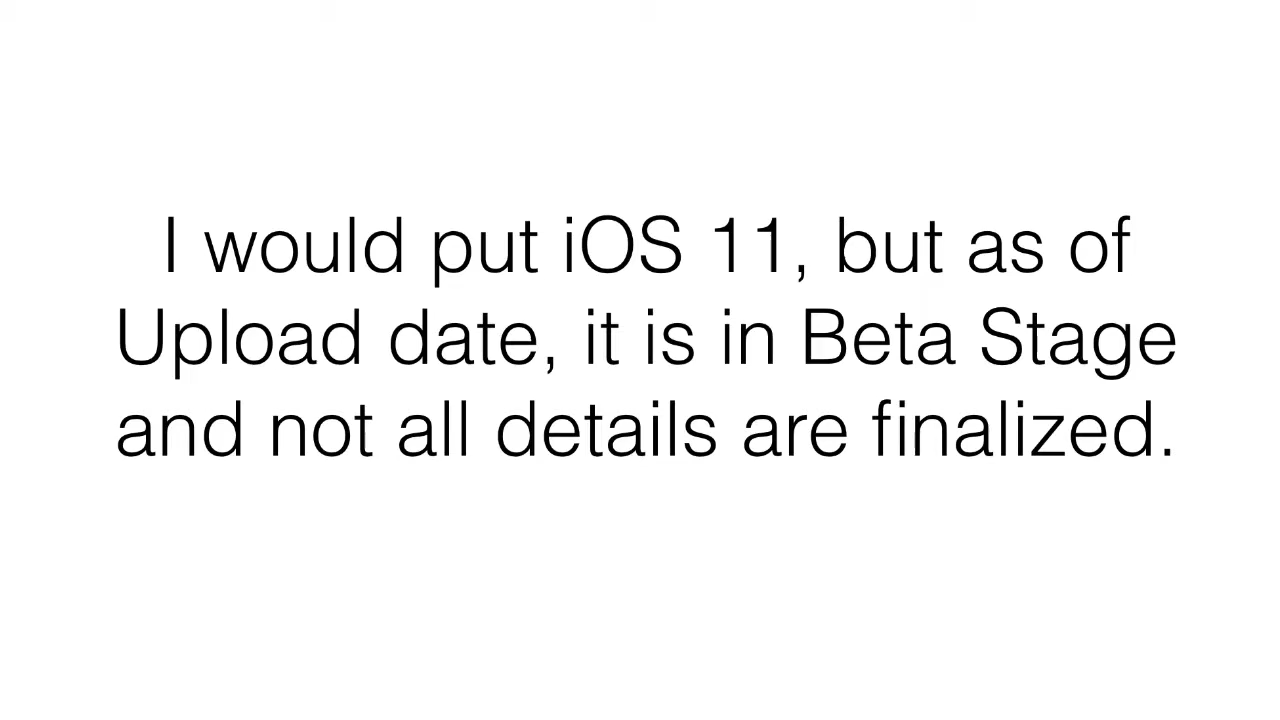 I would put iOS 11, but as of
Upload date, it is in Beta Stage
and not all details are finalized.